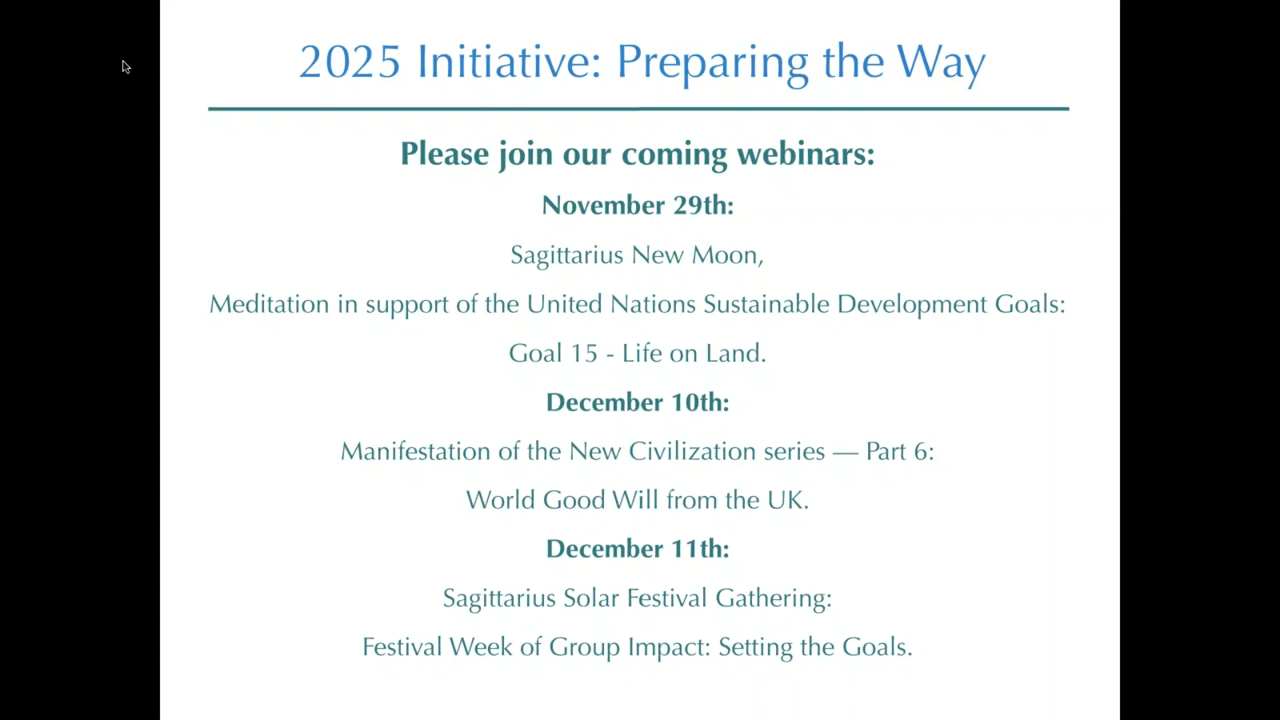 2025 Initiative: Preparing the Way
Please join our coming webinars:
November 29th:
Sagittarius New Moon,
Meditation in support of the United Nations Sustainable Development Goals:
Goal 15 - Life on Land.
December 10th:
Manifestation of the New Civilization series — Part 6:
World Good Will from the UK.
December 11th:
Sagittarius Solar Festival Gathering:
Festival Week of Group Impact: Setting the Goals.